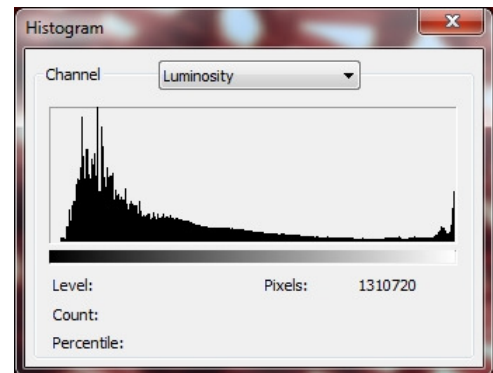 Histogram
Channel Luminosity
Level: Pixels: 1310720
Count:
Percentile: